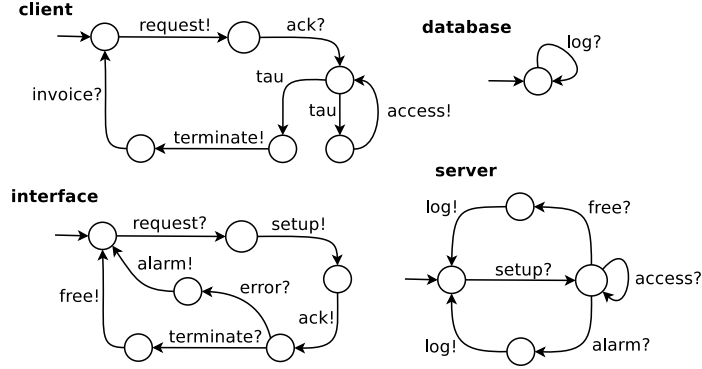 client
request!
ack?
tau
invoice?
tau
access!
terminate!
database
log?
interface
request?
setup!
alarm!
error?
free!
ack!
terminate?
server
log!
free?
setup?
access?
log!
alarm?